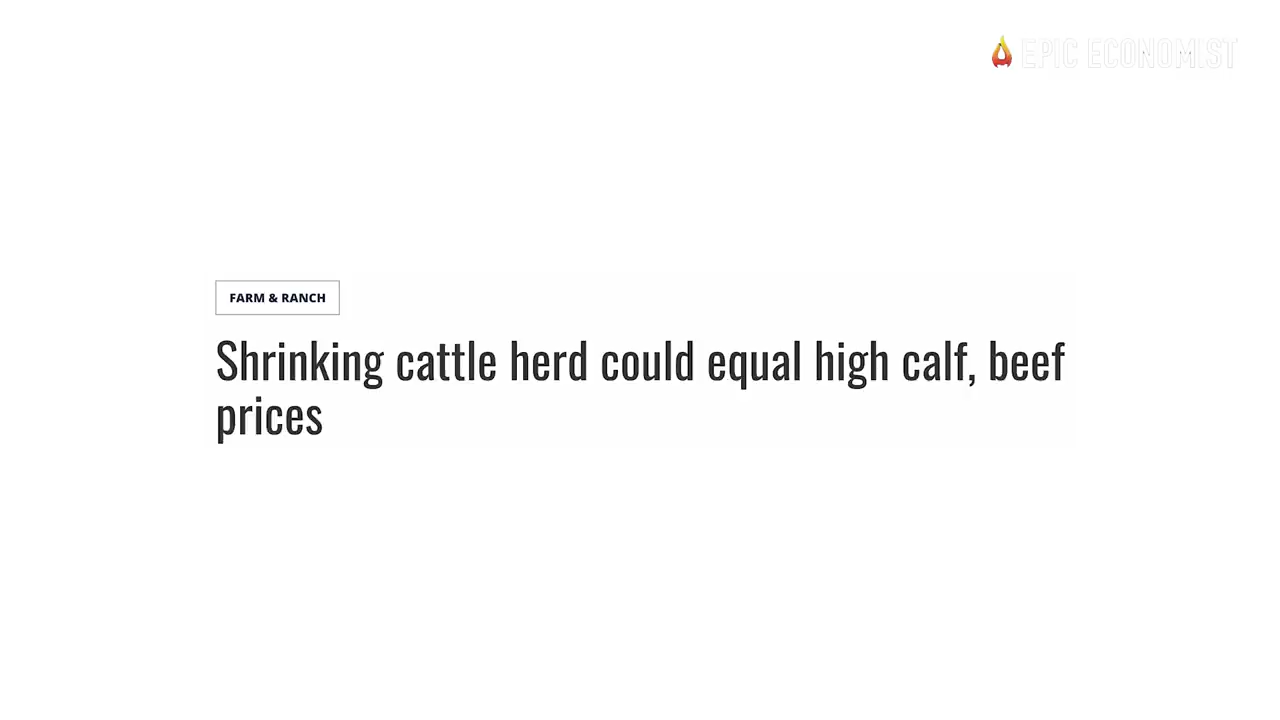 EPIC ECONOMIST
FARM & RANCH
Shrinking cattle herd could equal high calf, beef
prices